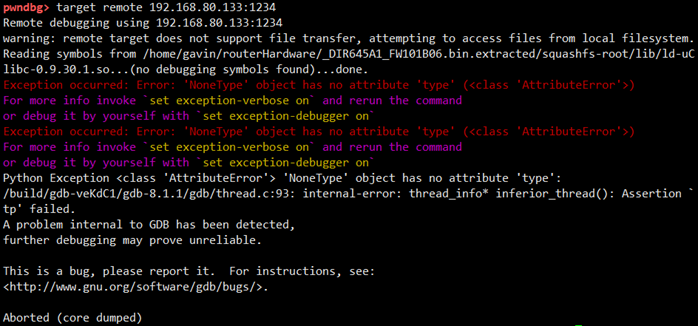 pwndbg> target remote 192.168.80.133:1234
Remote debugging using 192.168.80.133:1234
warning: remote target does not support file transfer, attempting to access files from local filesystem.
Reading symbols from /home/gavin/routerHardware/_DIR645A1_FW101B06.bin.extracted/squashfs-root/lib/ld-uC
libc-0.9.30.1.so...(no debugging symbols found)...done.
Exception occurred: Error: 'NoneType' object has no attribute 'type' (<class 'AttributeError'>)
For more info invoke `set exception-verbose on` and rerun the command
or debug it by yourself with `set exception-debugger on`
Exception occurred: Error: 'NoneType' object has no attribute 'type' (<class 'AttributeError'>)
For more info invoke `set exception-verbose on` and rerun the command
or debug it by yourself with `set exception-debugger on`
Python Exception <class 'AttributeError'> 'NoneType' object has no attribute 'type':
/build/gdb-veKdC1/gdb-8.1.1/gdb/thread.c:93: internal-error: thread_info* inferior_thread(): Assertion `
tp' failed.
A problem internal to GDB has been detected,
further debugging may prove unreliable.
This is a bug, please report it.  For instructions, see:
<http://www.gnu.org/software/gdb/bugs/>.
Aborted (core dumped)